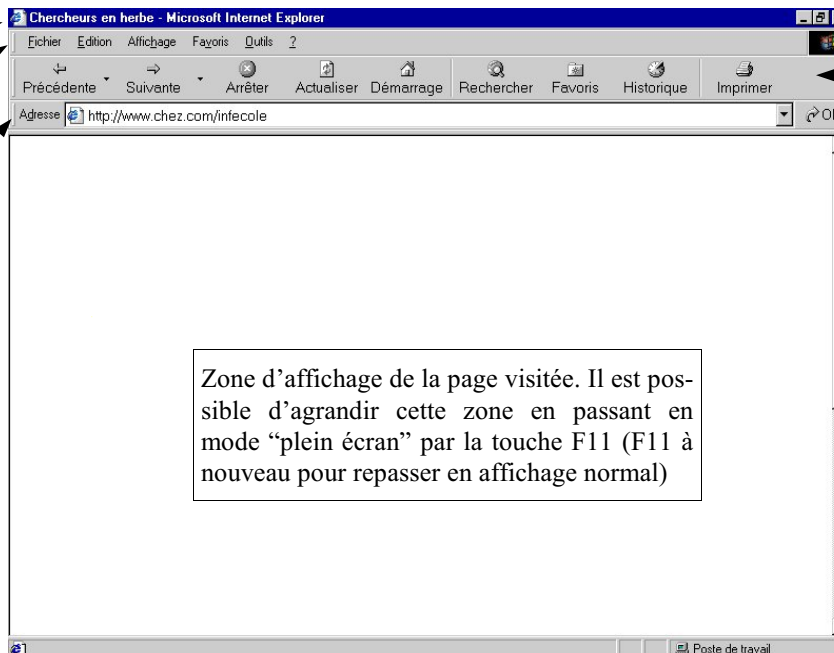 Chercheurs en herbe - Microsoft Internet Explorer
Fichier Edition Affichage Favoris Outils ?
Précédente Suivante Arrêter Actualiser Démarrage Rechercher Favoris Historique Imprimer
Adresse http://www.chez.com/infecole
Zone d’affichage de la page visitée. Il est pos-
sible d’agrandir cette zone en passant en
mode “plein écran” par la touche F11 (F11 à
nouveau pour repasser en affichage normal)
Poste de travail